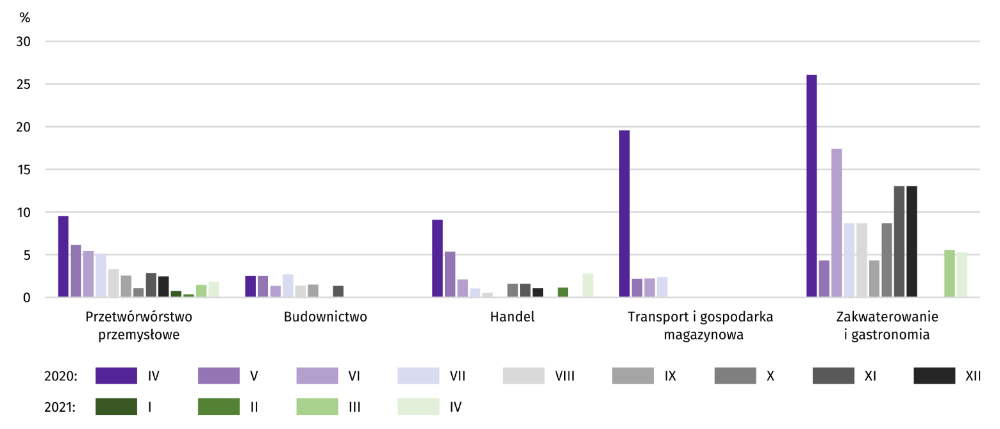 %
30
25
20
15
10
5
0
Przetwórwórstwo
przemysłowe
Budownictwo
Handel
Transport i gospodarka
magazynowa
Zakwaterowanie
i gastronomia
2020: IV V VI VII VIII IX X XI XII
2021: I II III IV